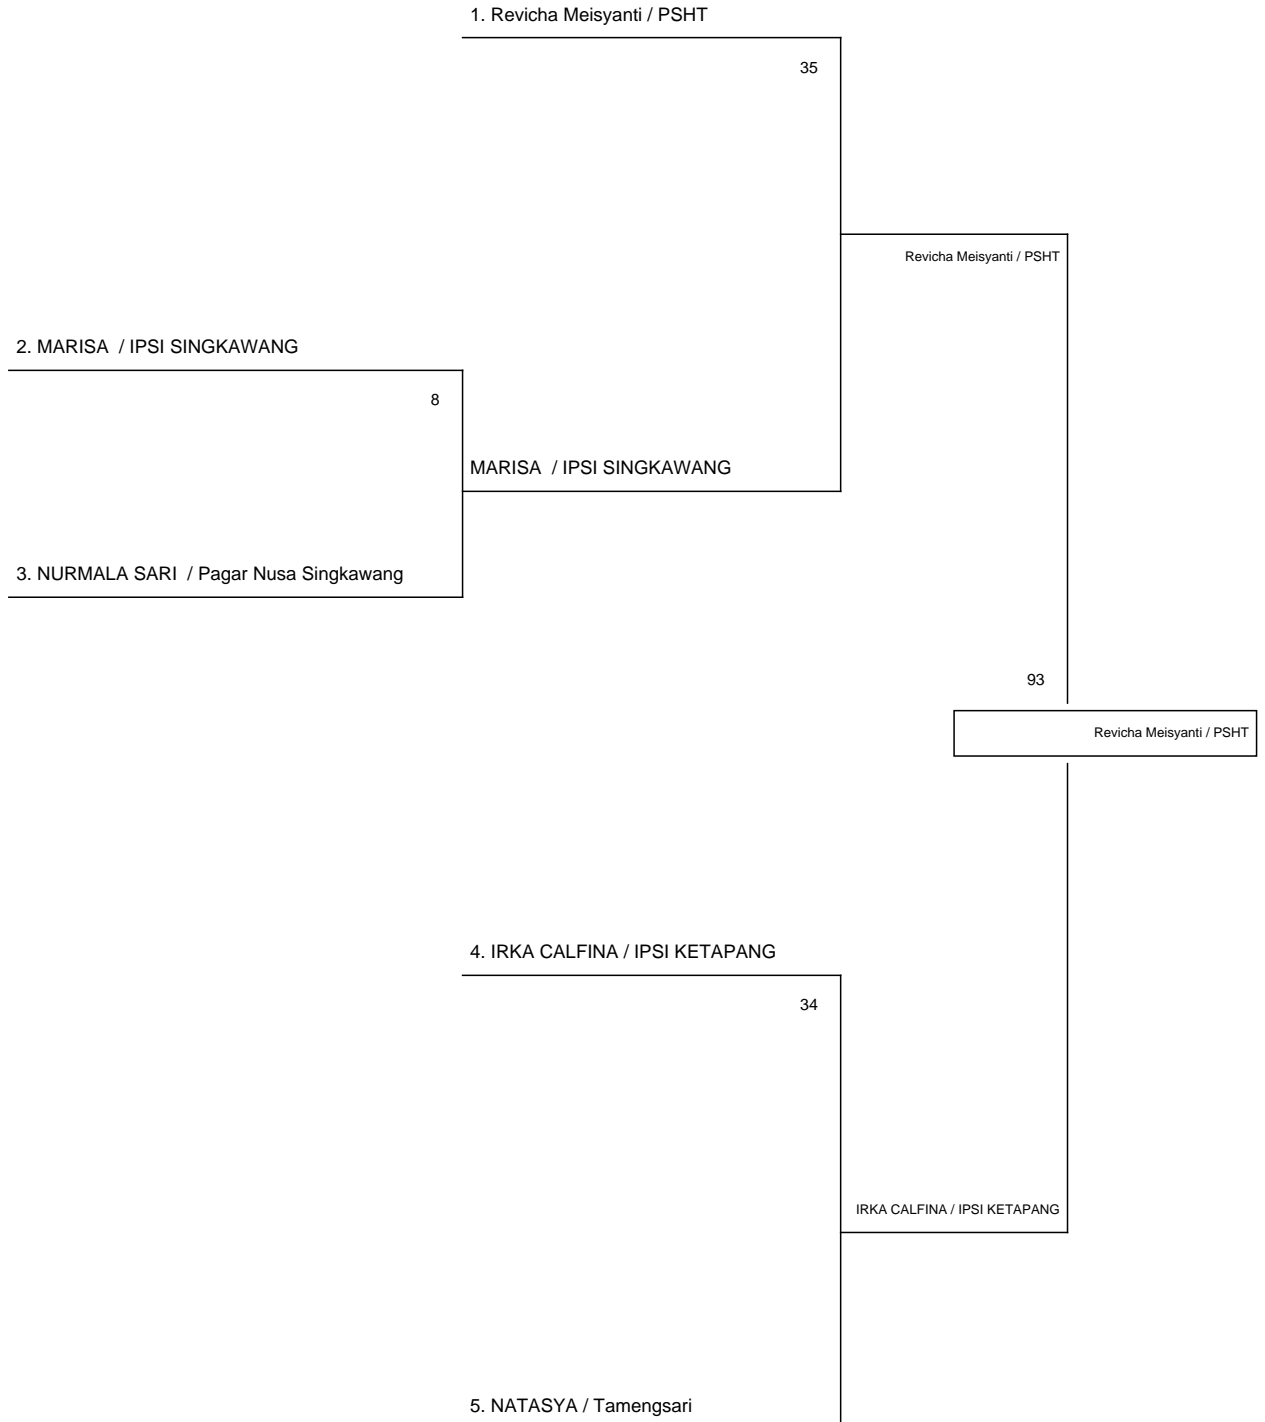 1. Revicha Meisyanti / PSHT
35
Revicha Meisyanti / PSHT
2. MARISA  / IPSI SINGKAWANG
8
MARISA  / IPSI SINGKAWANG
3. NURMALA SARI  / Pagar Nusa Singkawang
93
Revicha Meisyanti / PSHT
4. IRKA CALFINA / IPSI KETAPANG
34
IRKA CALFINA / IPSI KETAPANG
5. NATASYA / Tamengsari